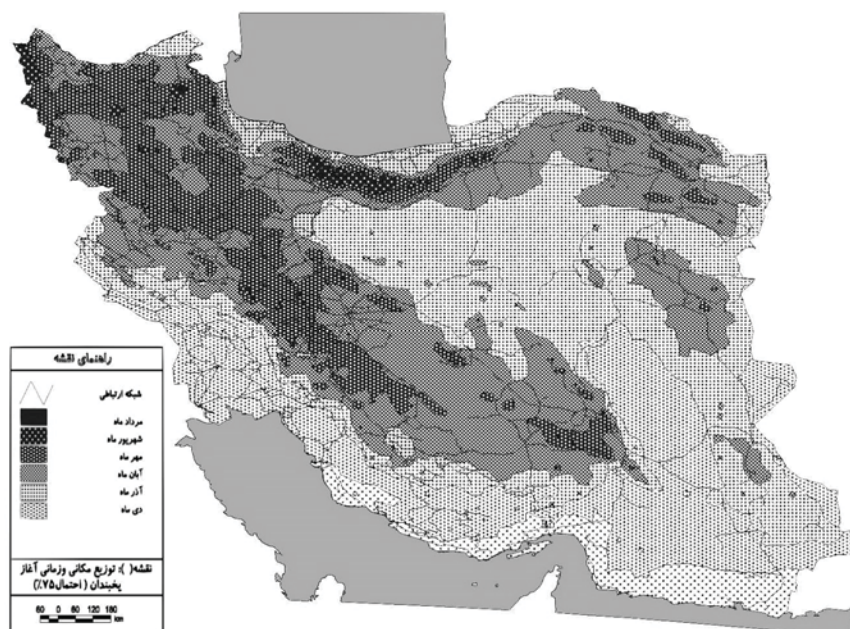 راهنمای نقشه
شبکه ارتباطی
مرداد ماه
شهریور ماه
مهر ماه
آبان ماه
آذر ماه
دی ماه
نقشه( ): توزیع مکانی وزمانی آغاز
یخبندان ( احتمال۷۵٪)
60 0 60 120 180
km